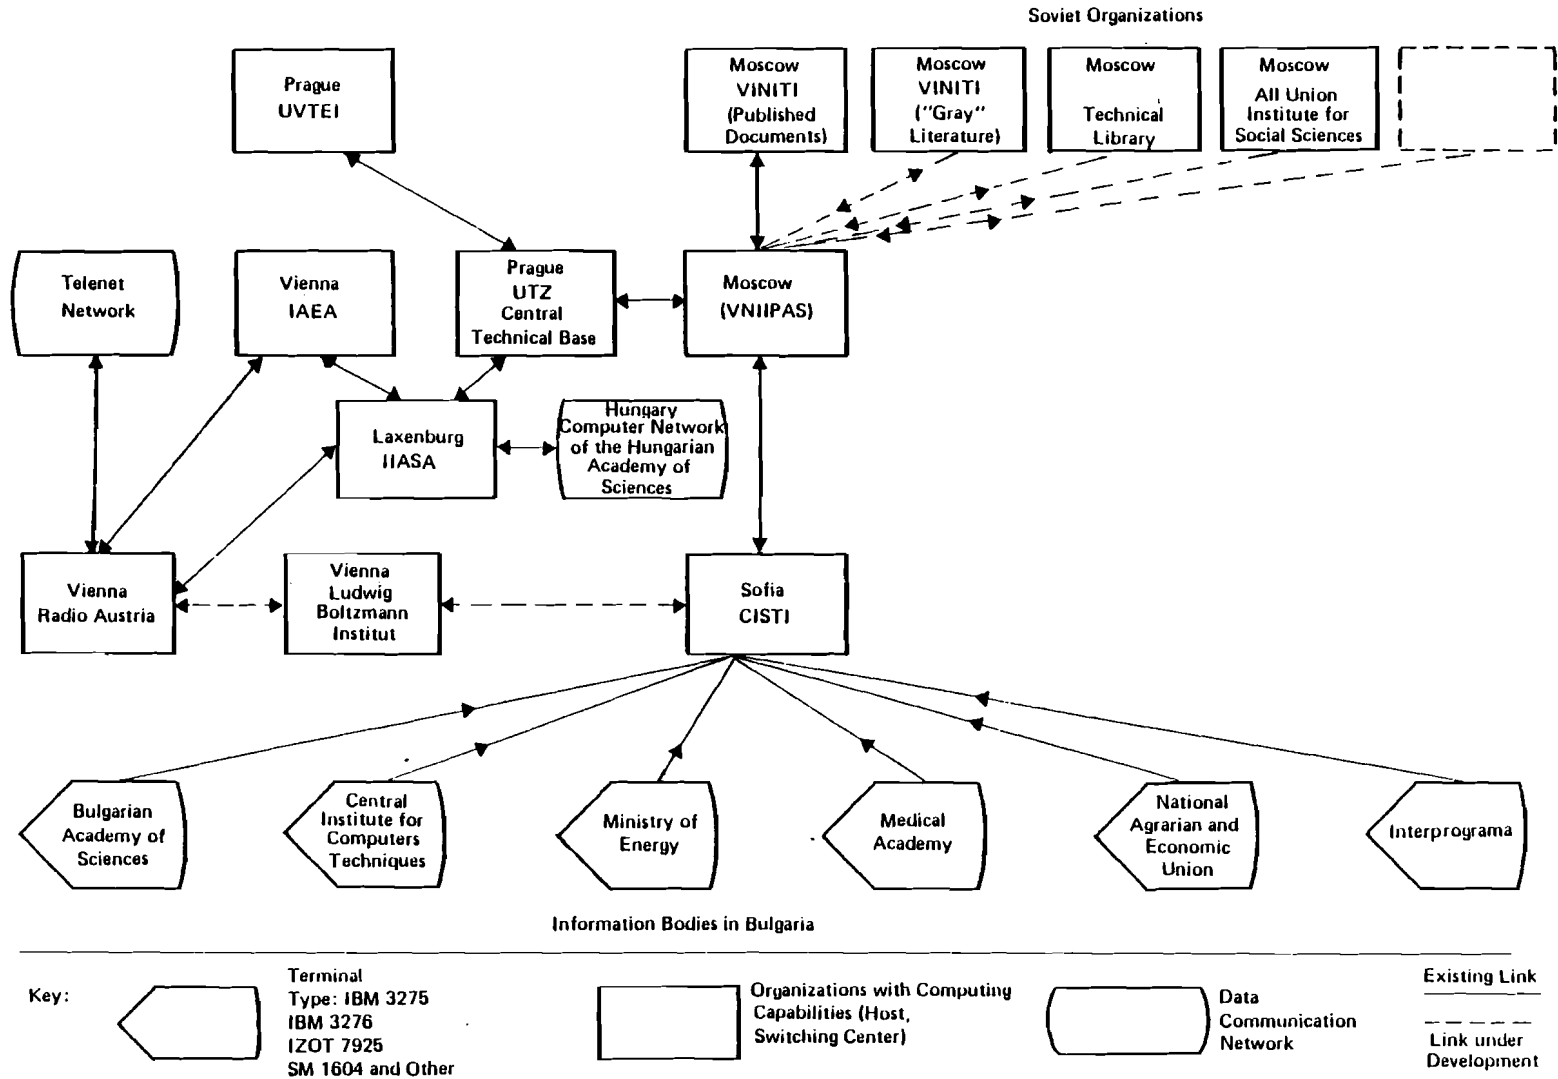 Soviet Organizations
Prague
UVTEI
Moscow
VINITI
(Published
Documents)
Moscow
VINITI
("Gray"
Literature)
Moscow
Technical
Library
Moscow
All Union
Institute for
Social Sciences
Telenet
Network
Vienna
IAEA
Prague
UTZ
Central
Technical Base
Moscow
(VNIIPAS)
Laxenburg
IIASA
Hungary
Computer Network
of the Hungarian
Academy of
Sciences
Vienna
Radio Austria
Vienna
Ludwig
Boltzmann
Institut
Sofia
CISTI
Bulgarian
Academy of
Sciences
Central
Institute for
Computers
Techniques
Ministry of
Energy
Medical
Academy
National
Agrarian and
Economic
Union
Interprograma
Information Bodies in Bulgaria
Key:
Terminal
Type: IBM 3275
IBM 3276
IZOT 7925
SM 1604 and Other
Organizations with Computing
Capabilities (Host,
Switching Center)
Data
Communication
Network
Existing Link
Link under
Development